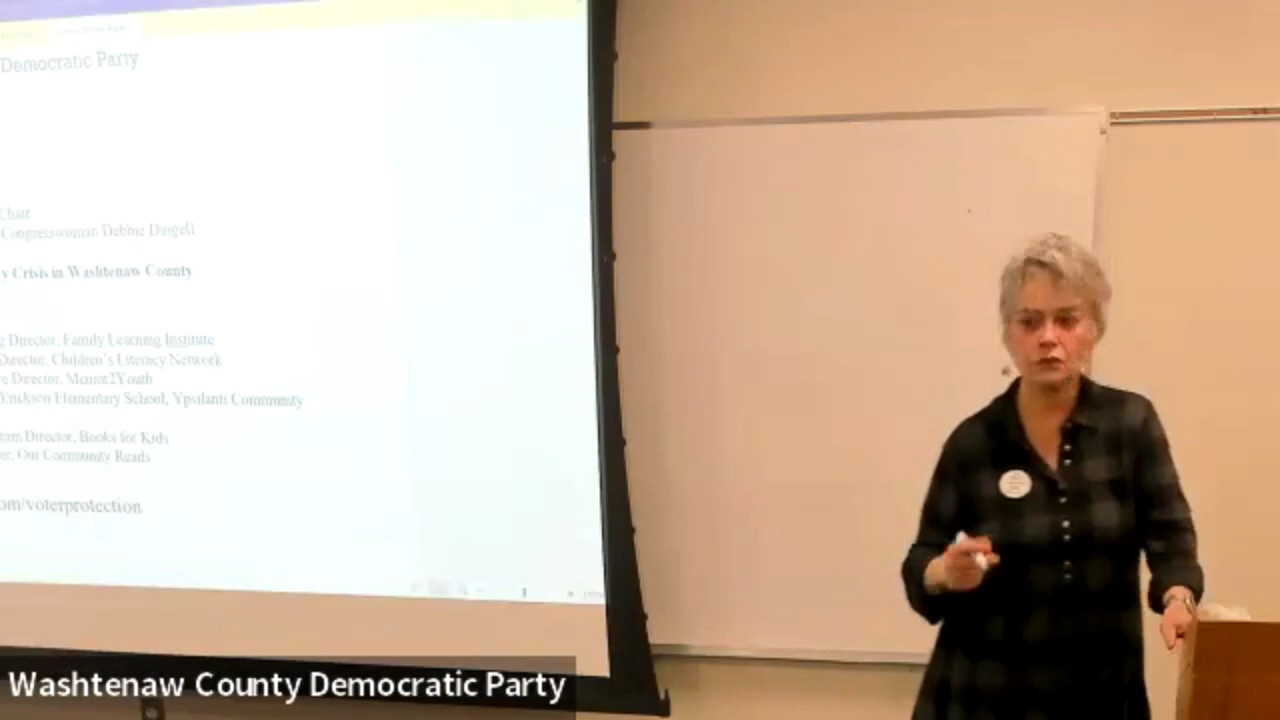 Democratic Party
Chair
Congresswoman Debbie Dingell
Crisis in Washtenaw County
Director, Family Learning Institute
Director, Children's Literacy Network
Director, Mentor2Youth
Erickson Elementary School, Ypsilanti Community
Director, Books for Kids
Our Community Reads
om/voterprotection
Washtenaw County Democratic Party